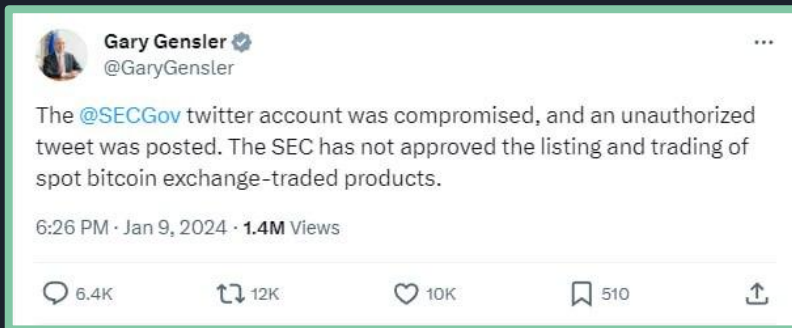 Gary Gensler
@GaryGensler
The @SECGov twitter account was compromised, and an unauthorized
tweet was posted. The SEC has not approved the listing and trading of
spot bitcoin exchange-traded products.
6:26 PM · Jan 9, 2024 · 1.4M Views
6.4K 12K 10K 510